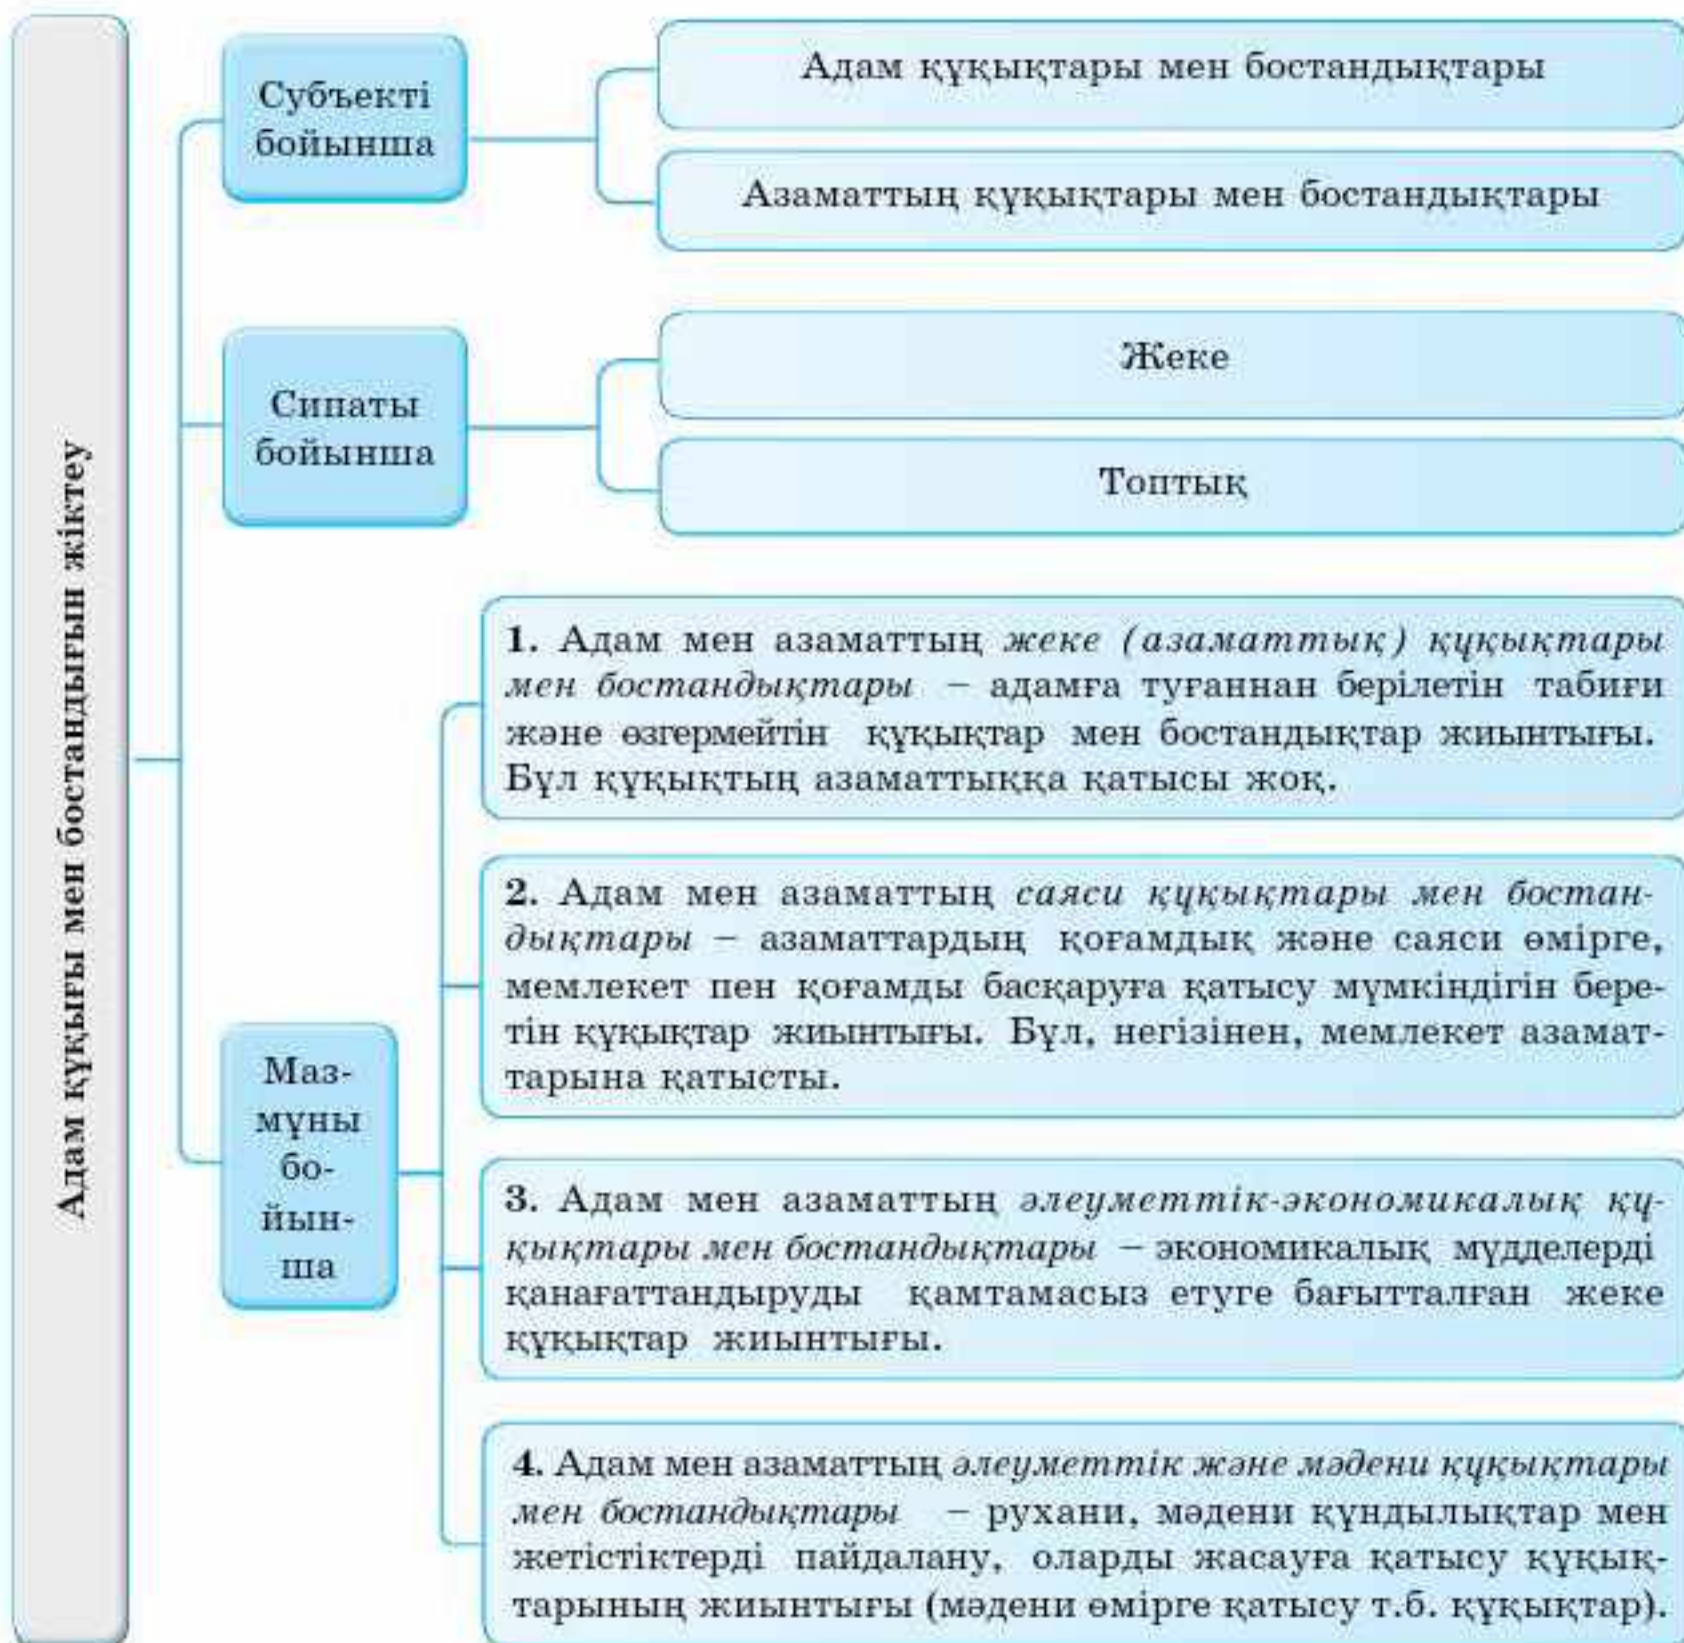 Адам құқығы мен бостандығын жіктеу
Субъекті
бойынша
Адам құқықтары мен бостандықтары
Азаматтың құқықтары мен бостандықтары
Сипаты
бойынша
Жеке
Топтық
Маз-
мұны
бо-
йын-
ша
1. Адам мен азаматтың жеке (азаматтық) құқықтары
мен бостандықтары – адамға туғаннан берілетін табиғи
және өзгермейтін құқықтар мен бостандықтар жиынтығы.
Бұл құқықтың азаматтыққа қатысы жоқ.
2. Адам мен азаматтың саяси құқықтары мен бостан-
дықтары – азаматтардың қоғамдық және саяси өмірге,
мемлекет пен қоғамды басқаруға қатысу мүмкіндігін бере-
тін құқықтар жиынтығы. Бұл, негізінен, мемлекет азамат-
тарына қатысты.
3. Адам мен азаматтың әлеуметтік-экономикалық құ-
қықтары мен бостандықтары – экономикалық мүдделерді
қанағаттандыруды қамтамасыз етуге бағытталған жеке
құқықтар жиынтығы.
4. Адам мен азаматтың әлеуметтік және мәдени құқықтары
мен бостандықтары – рухани, мәдени құндылықтар мен
жетістіктерді пайдалану, оларды жасауға қатысу құқық-
тарының жиынтығы (мәдени өмірге қатысу т.б. құқықтар).